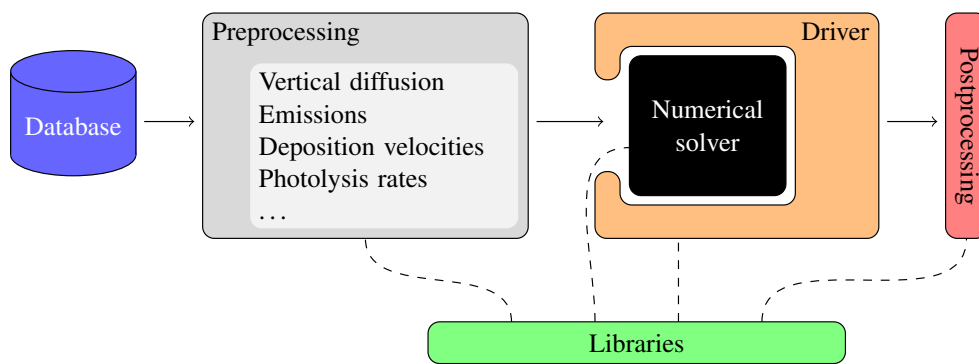 Database
Preprocessing
Vertical diffusion
Emissions
Deposition velocities
Photolysis rates
. . .
Driver
Numerical
solver
Postprocessing
Libraries